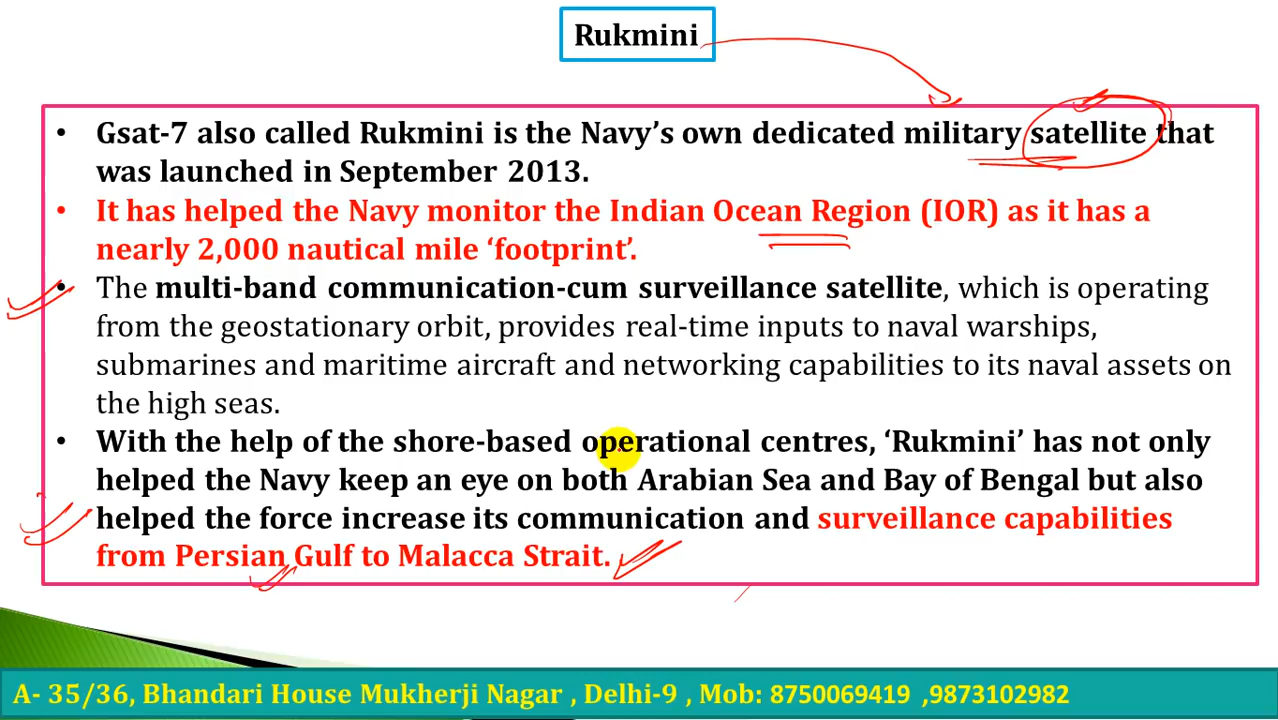 Rukmini
• Gsat-7 also called Rukmini is the Navy’s own dedicated military satellite that
was launched in September 2013.
• It has helped the Navy monitor the Indian Ocean Region (IOR) as it has a
nearly 2,000 nautical mile ‘footprint’.
• The multi-band communication-cum surveillance satellite, which is operating
from the geostationary orbit, provides real-time inputs to naval warships,
submarines and maritime aircraft and networking capabilities to its naval assets on
the high seas.
• With the help of the shore-based operational centres, ‘Rukmini’ has not only
helped the Navy keep an eye on both Arabian Sea and Bay of Bengal but also
helped the force increase its communication and surveillance capabilities
from Persian Gulf to Malacca Strait.
A- 35/36, Bhandari House Mukherji Nagar , Delhi-9 , Mob: 8750069419 ,9873102982